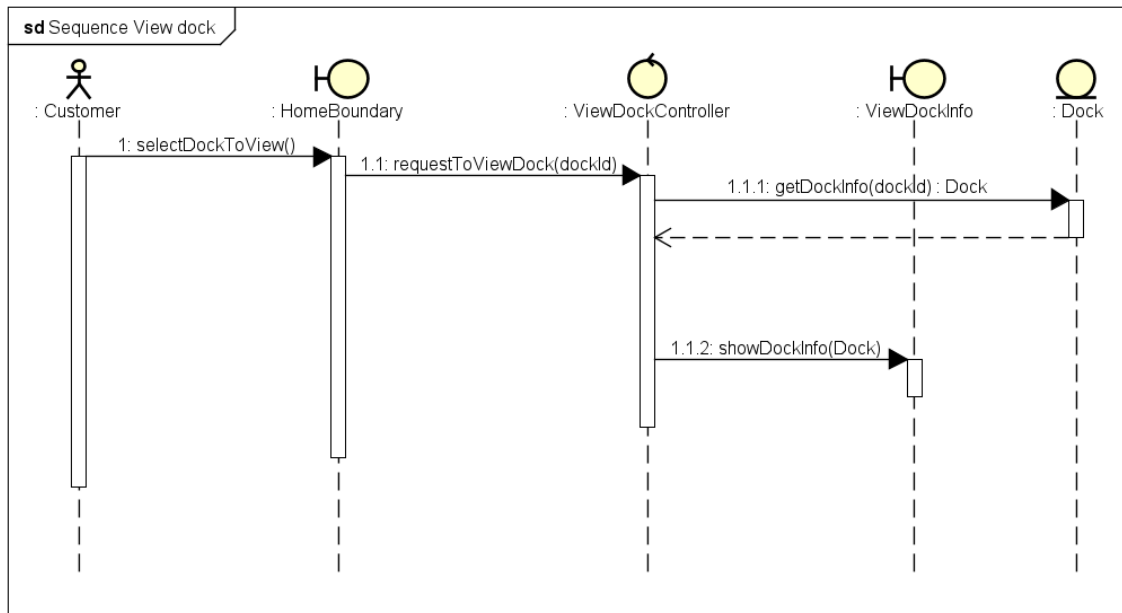 sd Sequence View dock
: Customer
: HomeBoundary
: ViewDockController
: ViewDockInfo
: Dock
1: selectDockToView()
1.1: requestToViewDock(dockId)
1.1.1: getDockInfo(dockId) : Dock
1.1.2: showDockInfo(Dock)